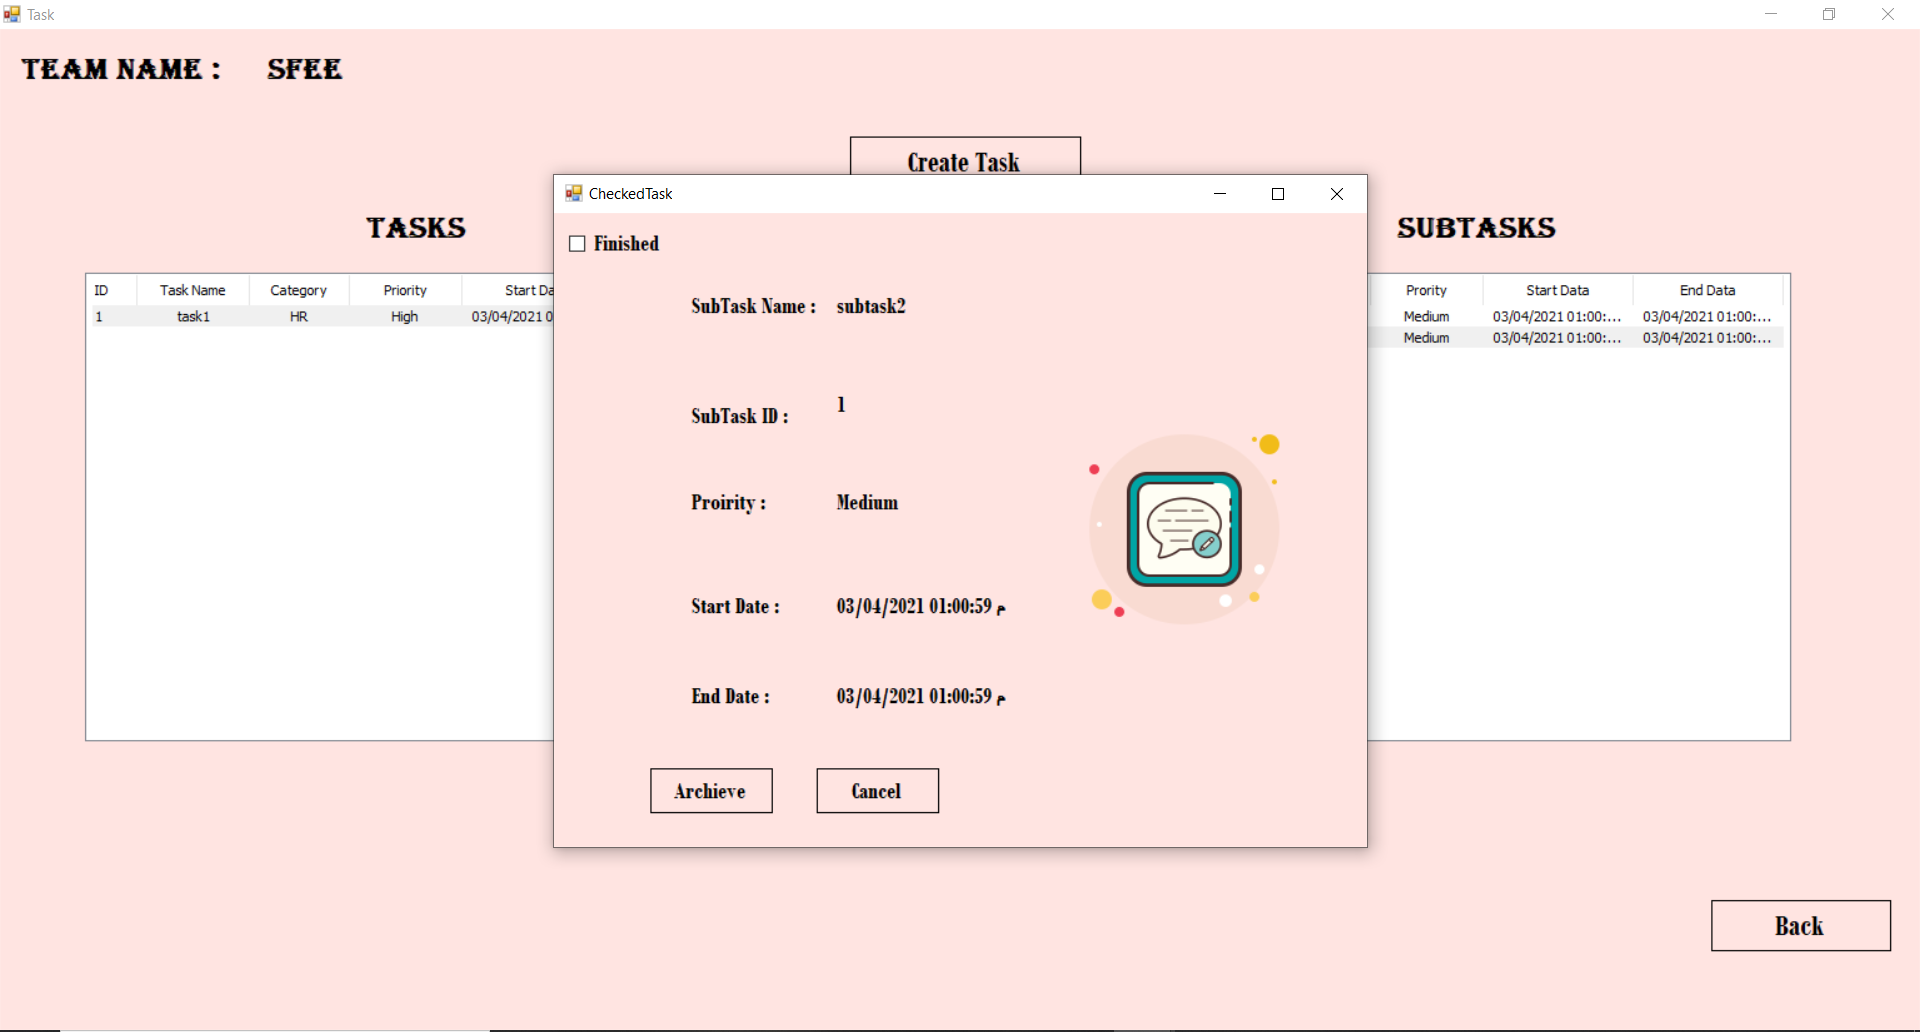 Task
TEAM NAME : SFEE
Create Task
TASKS
ID Task Name Category Priority Start Da
1 task1 HR High 03/04/2021 0
SUBTASKS
Prority Start Data End Data
Medium 03/04/2021 01:00:... 03/04/2021 01:00:...
Medium 03/04/2021 01:00:... 03/04/2021 01:00:...
CheckedTask
Finished
SubTask Name : subtask2
SubTask ID : 1
Proirity : Medium
Start Date : 03/04/2021 01:00:59 م
End Date : 03/04/2021 01:00:59 م
Archieve Cancel
Back